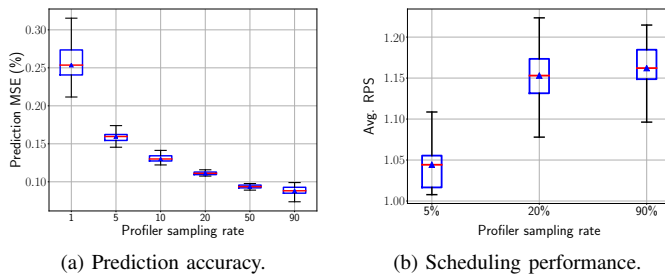 0.30
0.25
0.20
0.15
0.10
Prediction MSE (%)
1 5 10 20 50 90
Profiler sampling rate
(a) Prediction accuracy.
1.20
1.15
1.10
1.05
1.00
Avg. RPS
5% 20% 90%
Profiler sampling rate
(b) Scheduling performance.